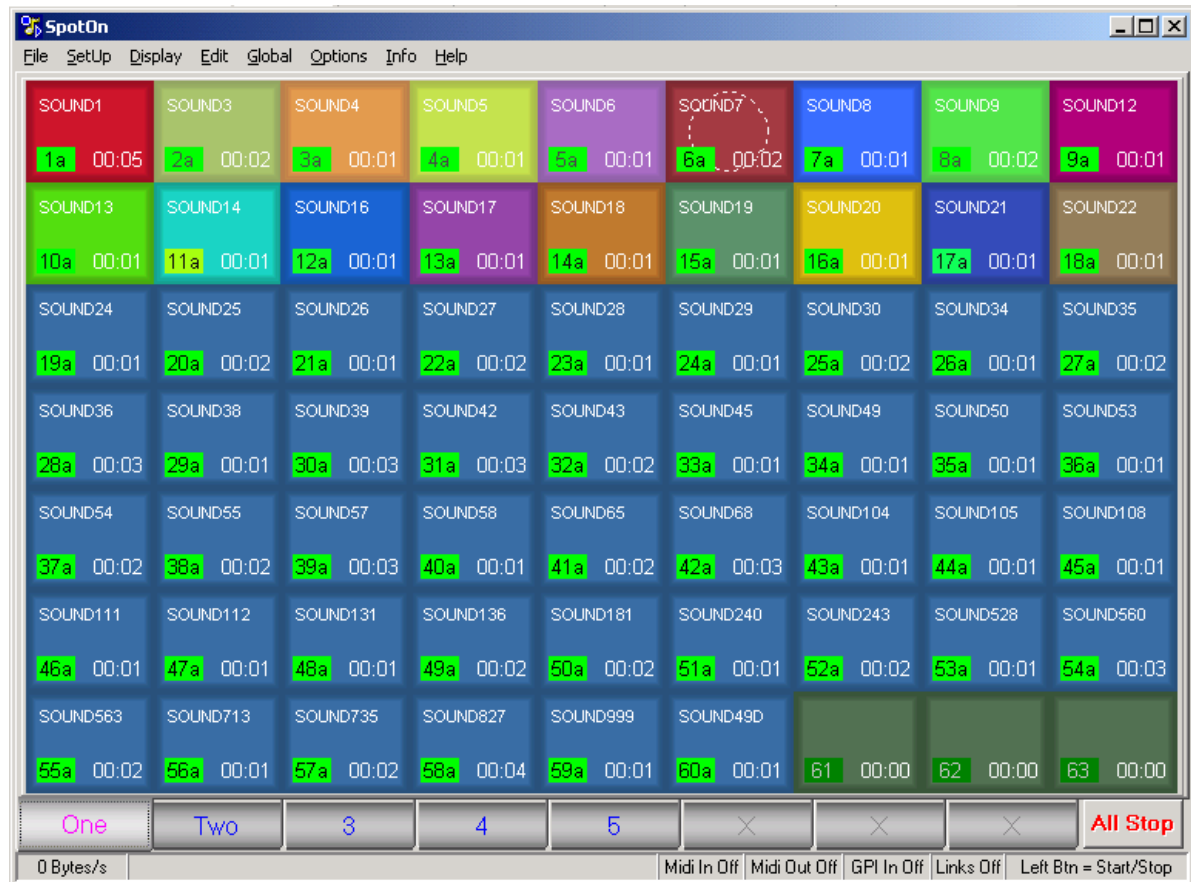 SpotOn
File SetUp Display Edit Global Options Info Help
SOUND1 SOUND3 SOUND4 SOUND5 SOUND6 SOUND7 SOUND8 SOUND9 SOUND12
1a 00:05 2a 00:02 3a 00:01 4a 00:01 5a 00:01 6a 00:02 7a 00:01 8a 00:02 9a 00:01
SOUND13 SOUND14 SOUND16 SOUND17 SOUND18 SOUND19 SOUND20 SOUND21 SOUND22
10a 00:01 11a 00:01 12a 00:01 13a 00:01 14a 00:01 15a 00:01 16a 00:01 17a 00:01 18a 00:01
SOUND24 SOUND25 SOUND26 SOUND27 SOUND28 SOUND29 SOUND30 SOUND34 SOUND35
19a 00:01 20a 00:02 21a 00:01 22a 00:02 23a 00:01 24a 00:01 25a 00:02 26a 00:01 27a 00:02
SOUND36 SOUND38 SOUND39 SOUND42 SOUND43 SOUND45 SOUND49 SOUND50 SOUND53
28a 00:03 29a 00:01 30a 00:03 31a 00:03 32a 00:02 33a 00:01 34a 00:01 35a 00:01 36a 00:01
SOUND54 SOUND55 SOUND57 SOUND58 SOUND65 SOUND68 SOUND104 SOUND105 SOUND108
37a 00:02 38a 00:02 39a 00:03 40a 00:01 41a 00:02 42a 00:03 43a 00:01 44a 00:01 45a 00:01
SOUND111 SOUND112 SOUND131 SOUND136 SOUND181 SOUND240 SOUND243 SOUND528 SOUND560
46a 00:01 47a 00:01 48a 00:01 49a 00:02 50a 00:02 51a 00:01 52a 00:02 53a 00:01 54a 00:03
SOUND563 SOUND713 SOUND735 SOUND827 SOUND999 SOUND49D
55a 00:02 56a 00:01 57a 00:02 58a 00:04 59a 00:01 60a 00:01 61 00:00 62 00:00 63 00:00
One Two 3 4 5 X X X All Stop
0 Bytes/s Midi In Off Midi Out Off GPI In Off Links Off Left Btn = Start/Stop